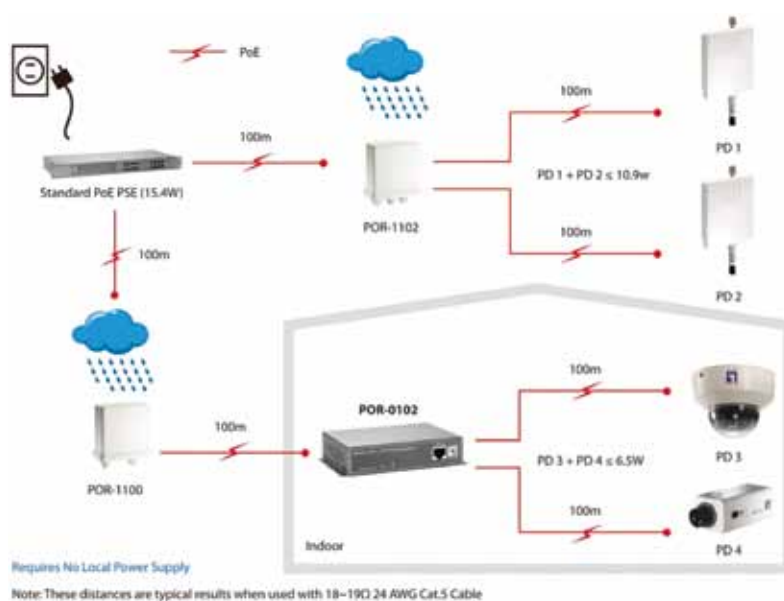 PoE
100m
100m
PD 1
Standard PoE PSE (15.4W)
PD 1 + PD 2 ≤ 10.9w
POR-1102
100m
100m
PD 2
100m
POR-0102
100m
PD 3 + PD 4 ≤ 6.5W
PD 3
POR-1100
100m
Indoor
PD 4
Requires No Local Power Supply
Note: These distances are typical results when used with 18~19Ω 24 AWG Cat.5 Cable